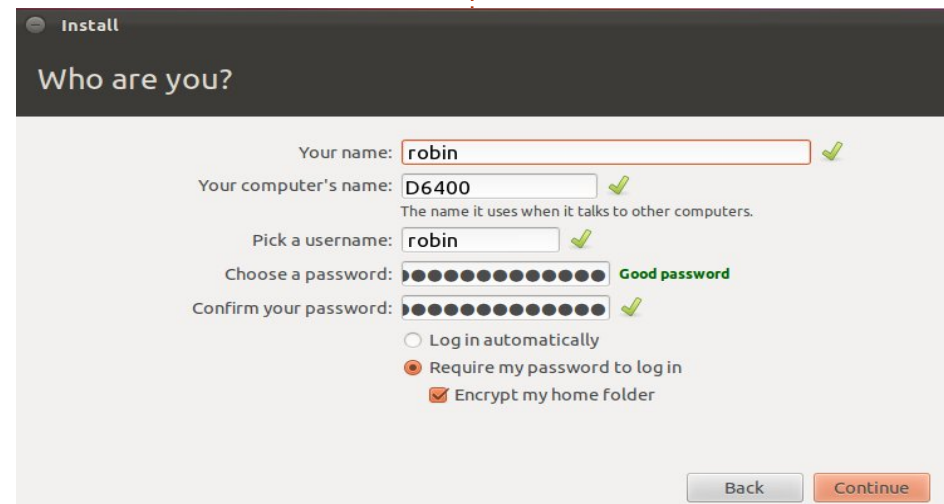 Install
Who are you?
Your name: robin
Your computer's name: D6400
The name it uses when it talks to other computers.
Pick a username: robin
Choose a password: ●●●●●●●●●●●●● Good password
Confirm your password: ●●●●●●●●●●●●●
Log in automatically
Require my password to log in
Encrypt my home folder
Back Continue